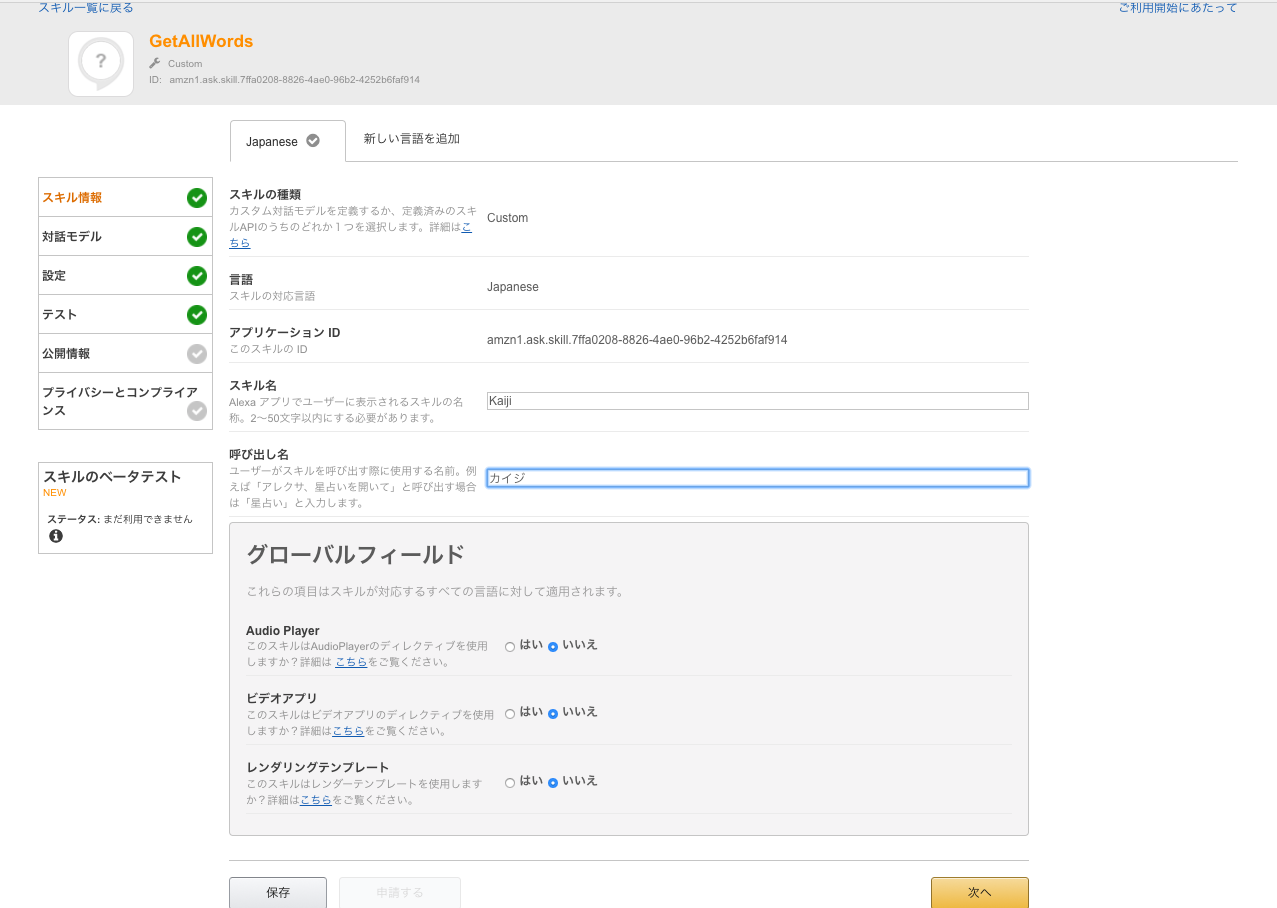 スキル一覧に戻る
ご利用開始にあたって
?
GetAllWords
Custom
ID: amzn1.ask.skill.7ffa0208-8826-4ae0-96b2-4252b6faf914
Japanese
新しい言語を追加
スキル情報
対話モデル
設定
テスト
公開情報
プライバシーとコンプライア
ンス
スキルのベータテスト
NEW
ステータス: まだ利用できません
スキルの種類
カスタム対話モデルを定義するか、定義済みのスキ
ルAPIのうちのどれか１つを選択します。詳細はこ
ちら
Custom
言語
スキルの対応言語
Japanese
アプリケーション ID
このスキルの ID
amzn1.ask.skill.7ffa0208-8826-4ae0-96b2-4252b6faf914
スキル名
Alexa アプリでユーザーに表示されるスキルの名
称。2〜50文字以内にする必要があります。
Kaiji
呼び出し名
ユーザーがスキルを呼び出す際に使用する名前。例
えば「アレクサ、星占いを開いて」と呼び出す場合
は「星占い」と入力します。
カイジ
グローバルフィールド
これらの項目はスキルが対応するすべての言語に対して適用されます。
Audio Player
このスキルはAudioPlayerのディレクティブを使用
しますか？詳細は こちらをご覧ください。
はい いいえ
ビデオアプリ
このスキルはビデオアプリのディレクティブを使用
しますか？詳細はこちらをご覧ください。
はい いいえ
レンダリングテンプレート
このスキルはレンダーテンプレートを使用します
か？詳細はこちらをご覧ください。
はい いいえ
保存
申請する
次へ